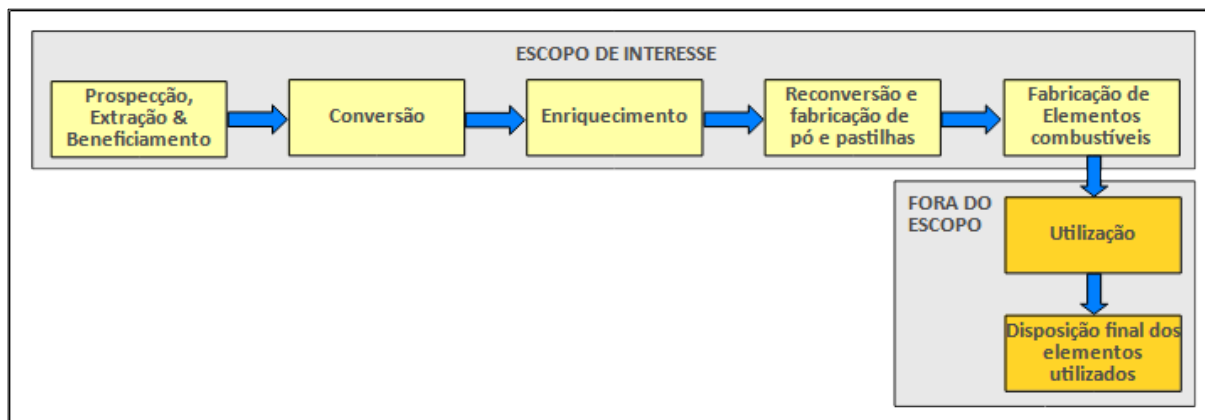 ESCOPO DE INTERESSE
Prospecção,
Extração &
Beneficiamento
Conversão
Enriquecimento
Reconversão e
fabricação de
pó e pastilhas
Fabricação de
Elementos
combustíveis
FORA DO
ESCOPO
Utilização
Disposição final dos
elementos
utilizados